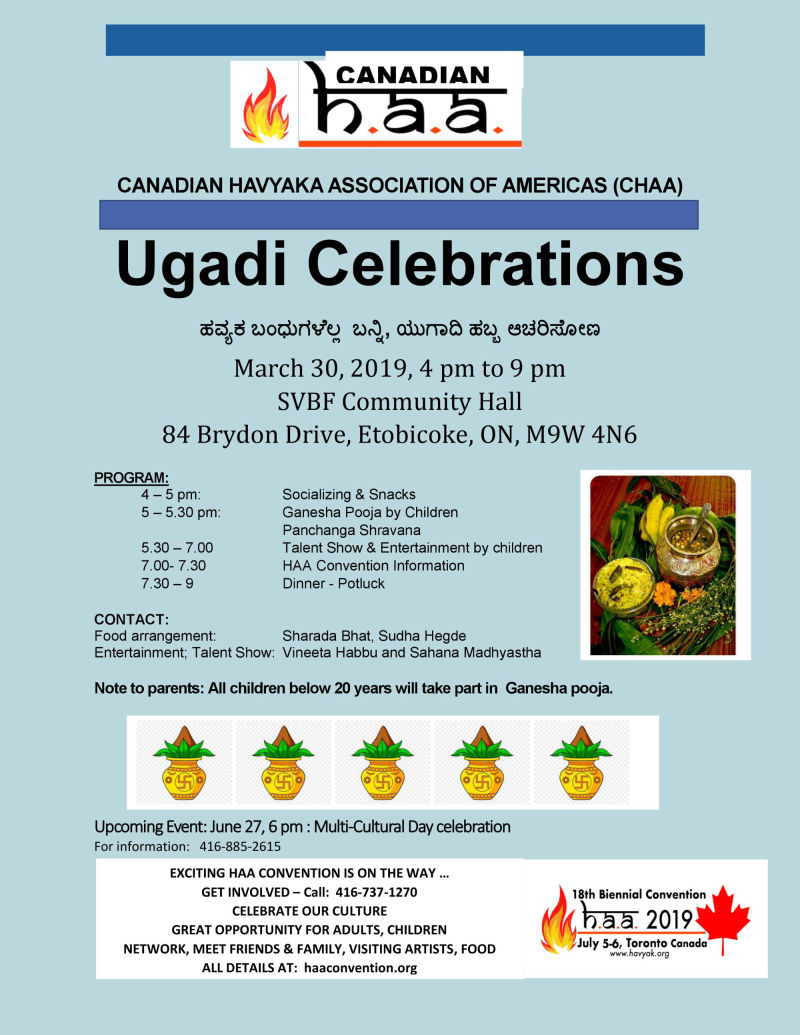 CANADIAN
h.a.a.
CANADIAN HAVYAKA ASSOCIATION OF AMERICAS (CHAA)
Ugadi Celebrations
ಹವ್ಯಕ ಬಂಧುಗಳೆಲ್ಲ ಬನ್ನಿ, ಯುಗಾದಿ ಹಬ್ಬ ಆಚರಿಸೋಣ
March 30, 2019, 4 pm to 9 pm
SVBF Community Hall
84 Brydon Drive, Etobicoke, ON, M9W 4N6
PROGRAM:
4 – 5 pm: Socializing & Snacks
5 – 5.30 pm: Ganesha Pooja by Children
Panchanga Shravana
5.30 – 7.00 Talent Show & Entertainment by children
7.00- 7.30 HAA Convention Information
7.30 – 9 Dinner - Potluck
CONTACT:
Food arrangement: Sharada Bhat, Sudha Hegde
Entertainment; Talent Show: Vineeta Habbu and Sahana Madhyastha
Note to parents: All children below 20 years will take part in Ganesha pooja.
Upcoming Event: June 27, 6 pm : Multi-Cultural Day celebration
For information: 416-885-2615
EXCITING HAA CONVENTION IS ON THE WAY …
GET INVOLVED – Call: 416-737-1270
CELEBRATE OUR CULTURE
GREAT OPPORTUNITY FOR ADULTS, CHILDREN
NETWORK, MEET FRIENDS & FAMILY, VISITING ARTISTS, FOOD
ALL DETAILS AT: haaconvention.org
18th Biennial Convention
h.a.a. 2019
July 5-6, Toronto Canada
www.havyak.org